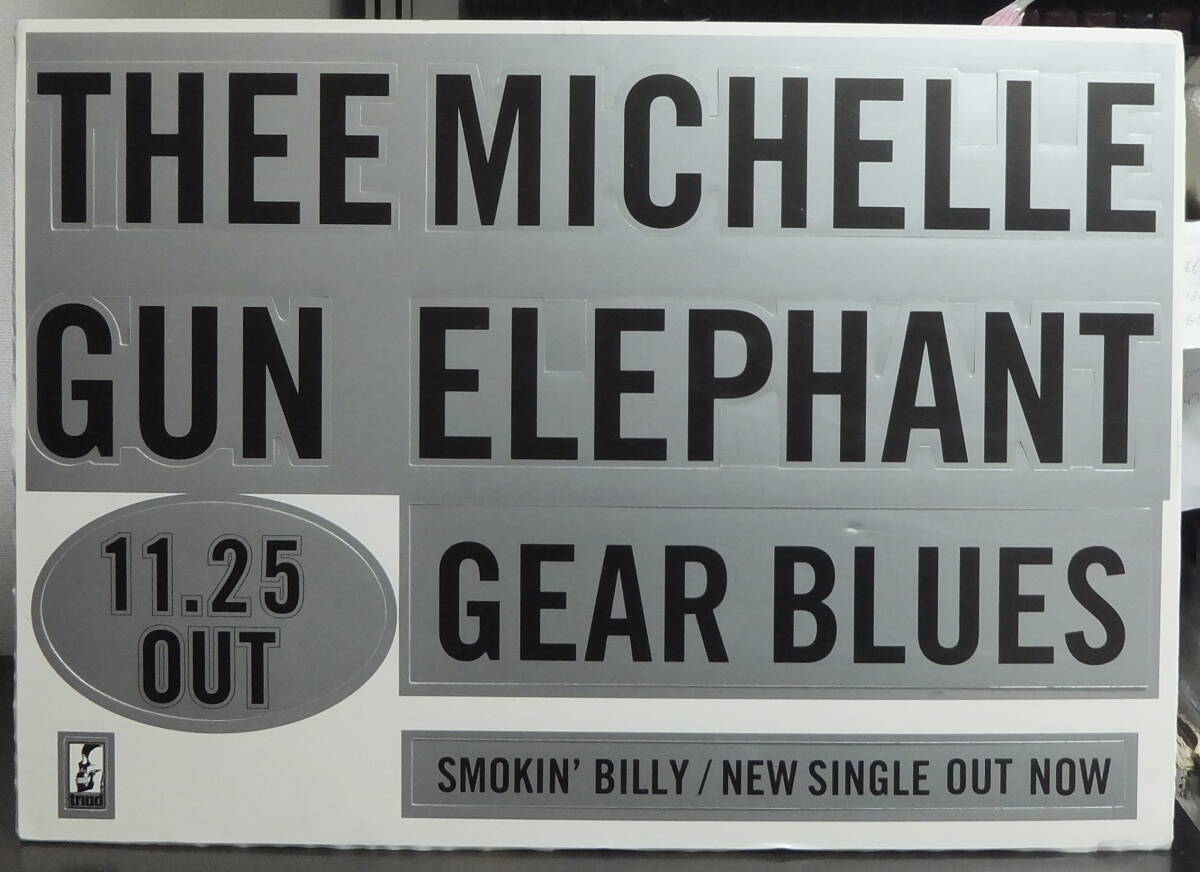 THEE MICHELLE
GUN ELEPHANT
11.25
OUT
GEAR BLUES
triad
SMOKIN' BILLY / NEW SINGLE OUT NOW